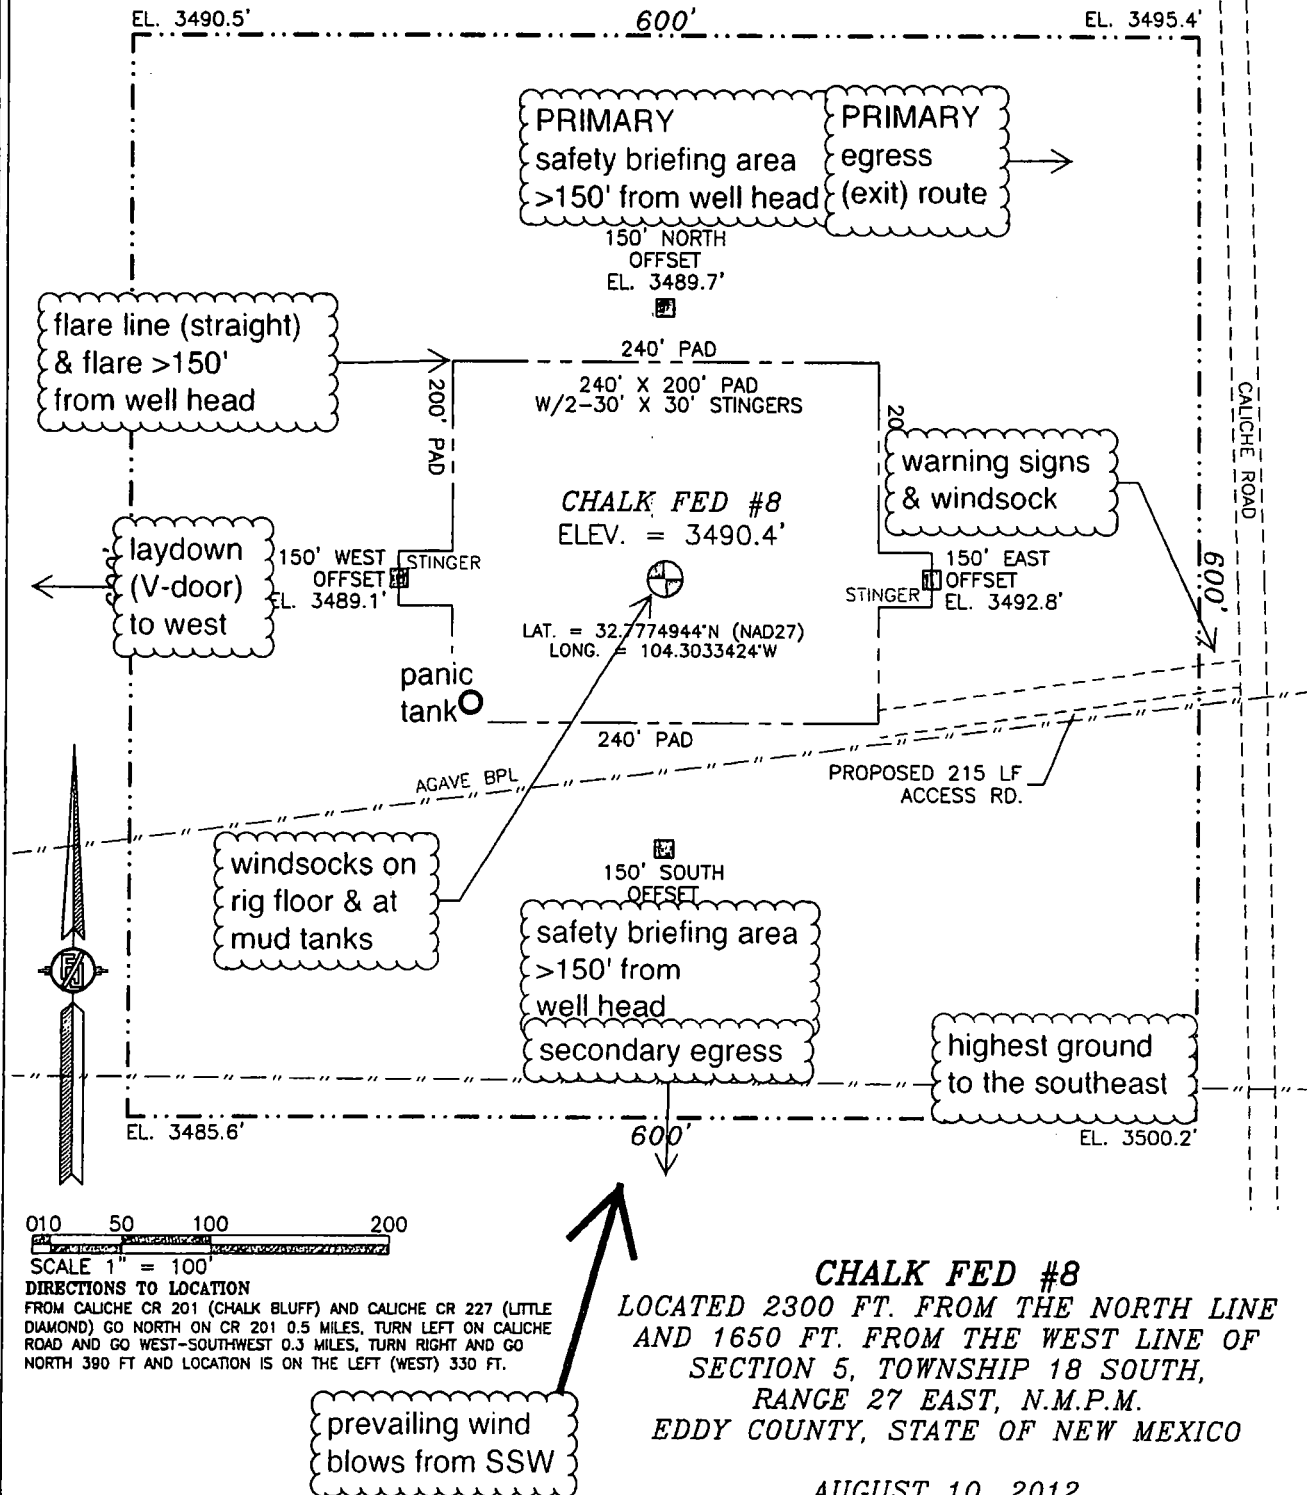 EL. 3490.5'
600'
EL. 3495.4'
PRIMARY
safety briefing area
>150' from well head
PRIMARY
egress
(exit) route
150' NORTH
OFFSET
EL. 3489.7'
flare line (straight)
& flare >150'
from well head
240' PAD
240' X 200' PAD
W/2-30' X 30' STINGERS
200' PAD
20
CALICHE ROAD
warning signs
& windsock
CHALK FED #8
ELEV. = 3490.4'
laydown
(V-door)
to west
150' WEST
OFFSET
EL. 3489.1'
STINGER
STINGER
150' EAST
OFFSET
EL. 3492.8'
600'
LAT. = 32.7774944°N (NAD27)
LONG. = 104.3033424°W
panic
tank
240' PAD
AGAVE BPL
PROPOSED 215 LF
ACCESS RD.
windsocks on
rig floor & at
mud tanks
150' SOUTH
OFFSET
safety briefing area
>150' from
well head
secondary egress
highest ground
to the southeast
EL. 3485.6'
600'
EL. 3500.2'
010 50 100 200
SCALE 1" = 100'
DIRECTIONS TO LOCATION
FROM CALICHE CR 201 (CHALK BLUFF) AND CALICHE CR 227 (LITTLE
DIAMOND) GO NORTH ON CR 201 0.5 MILES, TURN LEFT ON CALICHE
ROAD AND GO WEST-SOUTHWEST 0.3 MILES, TURN RIGHT AND GO
NORTH 390 FT AND LOCATION IS ON THE LEFT (WEST) 330 FT.
CHALK FED #8
LOCATED 2300 FT. FROM THE NORTH LINE
AND 1650 FT. FROM THE WEST LINE OF
SECTION 5, TOWNSHIP 18 SOUTH,
RANGE 27 EAST, N.M.P.M.
EDDY COUNTY, STATE OF NEW MEXICO
prevailing wind
blows from SSW
AUGUST 10, 2012